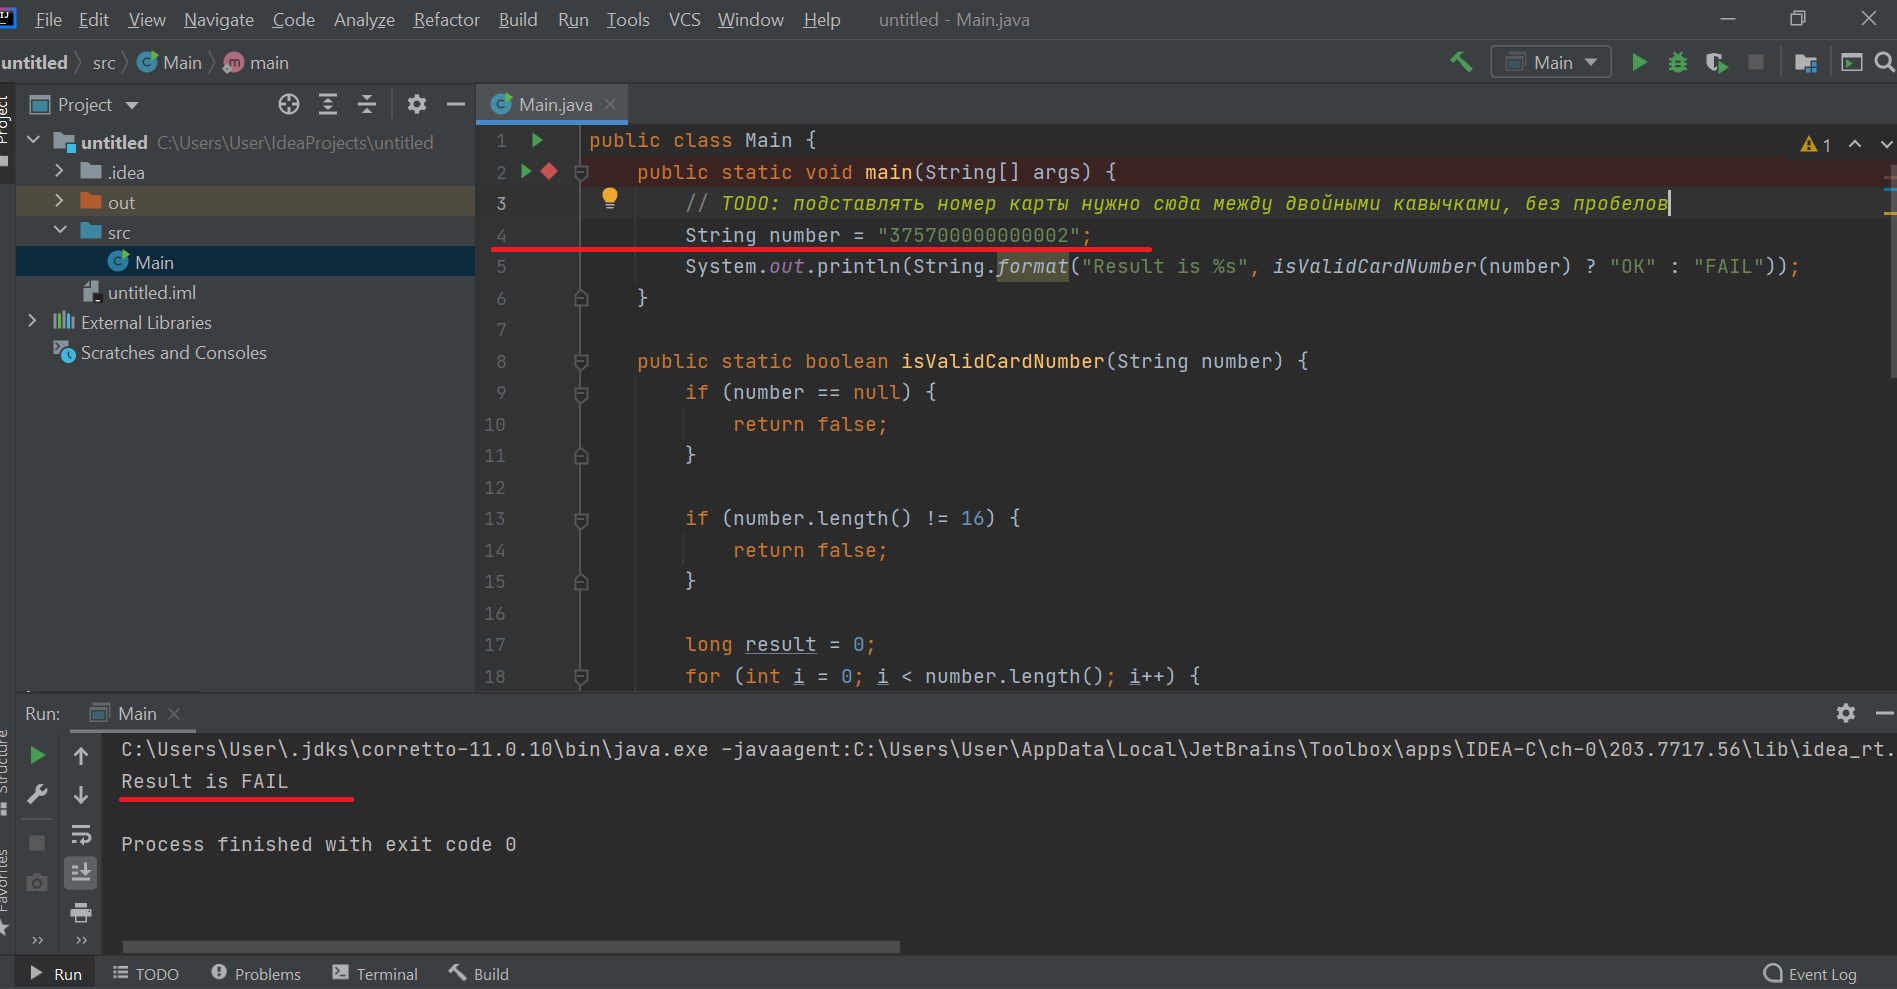 File Edit View Navigate Code Analyze Refactor Build Run Tools VCS Window Help untitled - Main.java
untitled src Main main Main
Project Main.java
Project
untitled C:\Users\User\IdeaProjects\untitled
.idea
out
src
Main
untitled.iml
External Libraries
Scratches and Consoles
1 public class Main { 1
2 public static void main(String[] args) {
3 // TODO: подставлять номер карты нужно сюда между двойными кавычками, без пробелов
4 String number = "375700000000002";
5 System.out.println(String.format("Result is %s", isValidCardNumber(number) ? "OK" : "FAIL"));
6 }
7
8 public static boolean isValidCardNumber(String number) {
9 if (number == null) {
10 return false;
11 }
12
13 if (number.length() != 16) {
14 return false;
15 }
16
17 long result = 0;
18 for (int i = 0; i < number.length(); i++) {
Run: Main
C:\Users\User\.jdks\corretto-11.0.10\bin\java.exe -javaagent:C:\Users\User\AppData\Local\JetBrains\Toolbox\apps\IDEA-C\ch-0\203.7717.56\lib\idea_rt.
Result is FAIL
Process finished with exit code 0
Structure
Favorites
Run TODO Problems Terminal Build Event Log